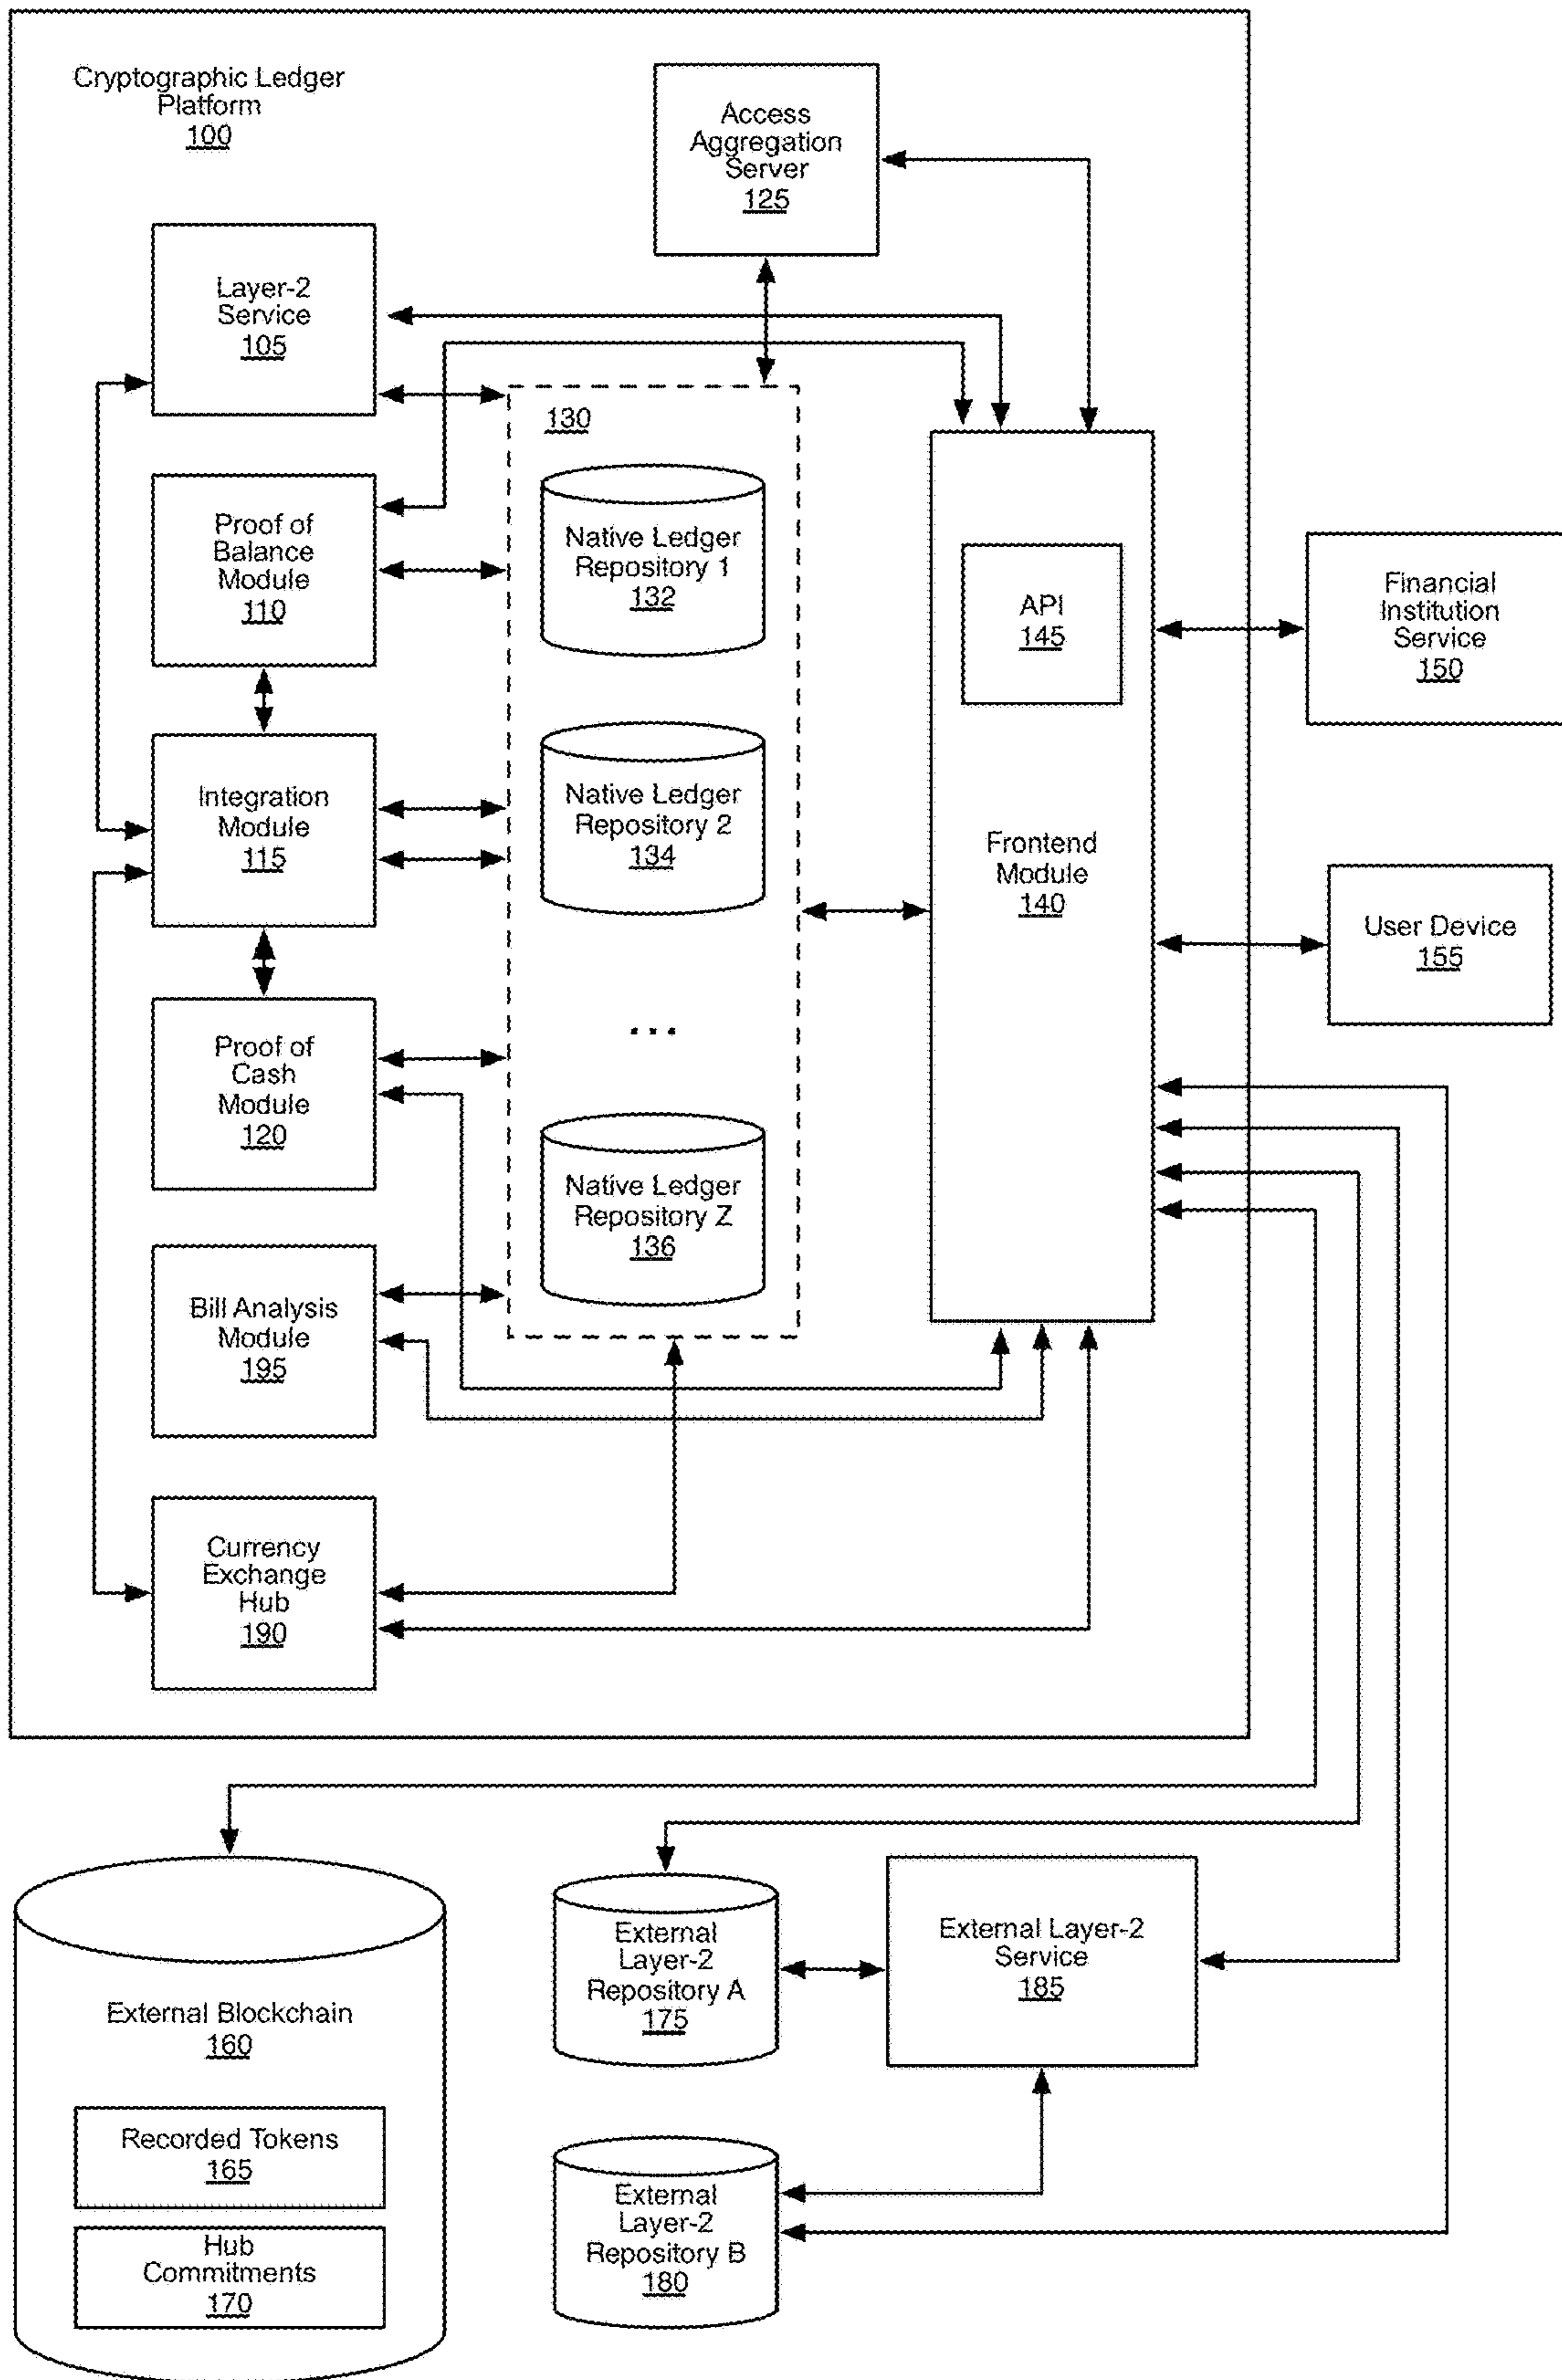 Cryptographic Ledger
Platform
100
Access
Aggregation
Server
125
Layer-2
Service
105
130
Proof of
Balance
Module
110
Native Ledger
Repository 1
132
API
145
Financial
Institution
Service
150
Integration
Module
115
Native Ledger
Repository 2
134
Frontend
Module
140
User Device
155
...
Proof of
Cash
Module
120
Native Ledger
Repository Z
136
Bill Analysis
Module
195
Currency
Exchange
Hub
190
External Blockchain
160
Recorded Tokens
165
Hub
Commitments
170
External
Layer-2
Repository A
175
External Layer-2
Service
185
External
Layer-2
Repository B
180